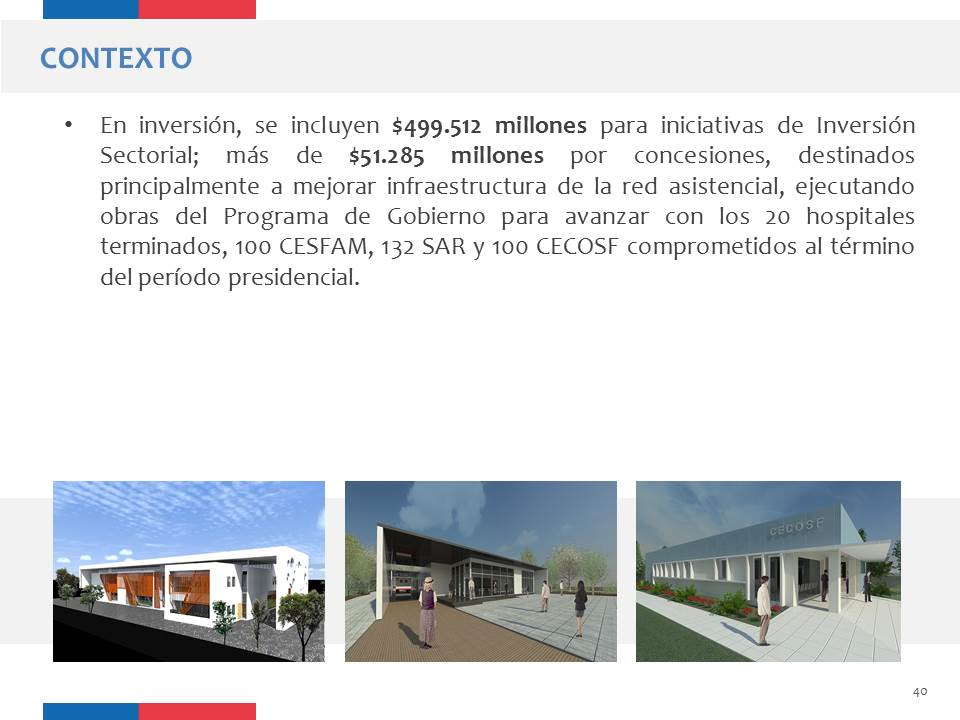 CONTEXTO
• En inversión, se incluyen $499.512 millones para iniciativas de Inversión
Sectorial; más de $51.285 millones por concesiones, destinados
principalmente a mejorar infraestructura de la red asistencial, ejecutando
obras del Programa de Gobierno para avanzar con los 20 hospitales
terminados, 100 CESFAM, 132 SAR y 100 CECOSF comprometidos al término
del período presidencial.
CECOSF
40